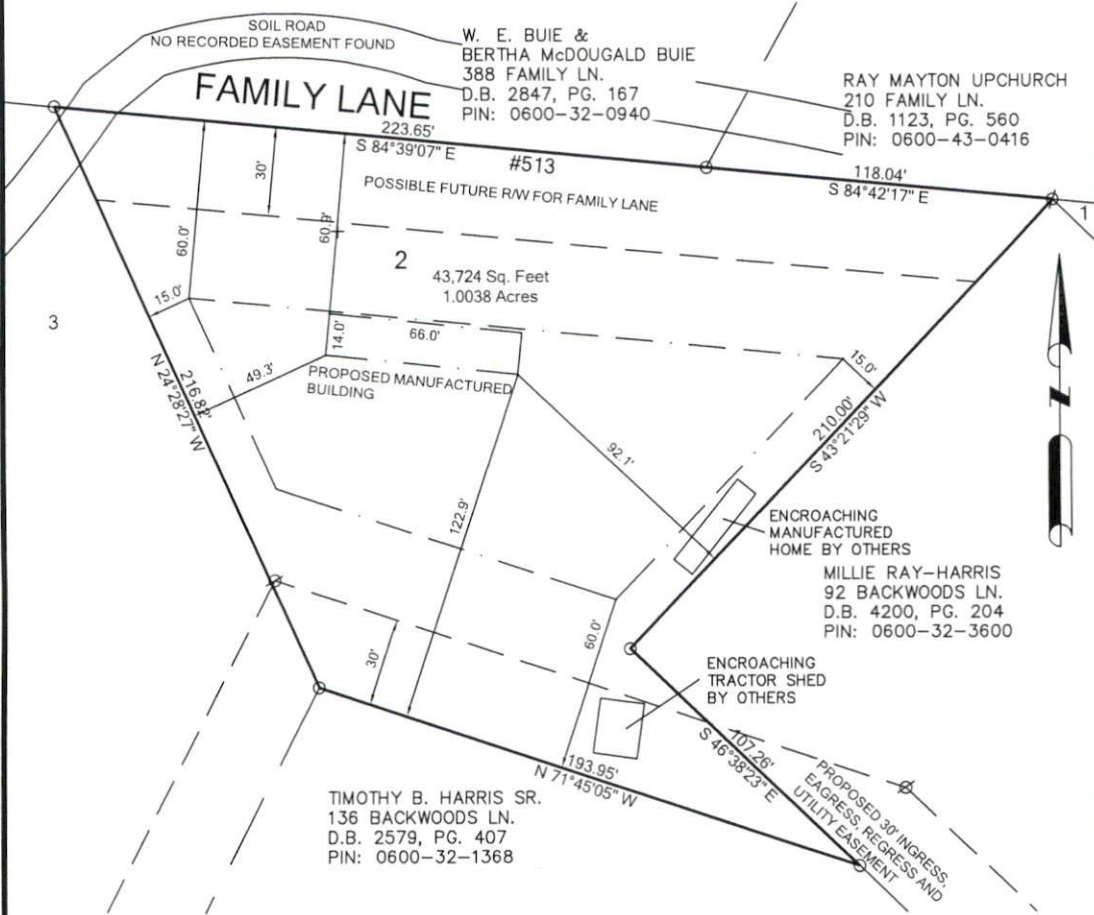 SOIL ROAD
NO RECORDED EASEMENT FOUND
W. E. BUIE &
BERTHA McDOUGALD BUIE
388 FAMILY LN.
D.B. 2847, PG. 167
PIN: 0600-32-0940
RAY MAYTON UPCHURCH
210 FAMILY LN.
D.B. 1123, PG. 560
PIN: 0600-43-0416
FAMILY LANE
223.65'
S 84°39'07" E
#513
118.04'
S 84°42'17" E
1
30'
POSSIBLE FUTURE R/W FOR FAMILY LANE
60.0'
60.9'
2
43,724 Sq. Feet
1.0038 Acres
15.0'
3
14.0'
66.0'
15.0'
216.82'
N 24°28'27" W
49.3'
PROPOSED MANUFACTURED
BUILDING
210.00'
S 43°21'29" W
N
92.1'
122.9'
ENCROACHING
MANUFACTURED
HOME BY OTHERS
MILLIE RAY-HARRIS
92 BACKWOODS LN.
D.B. 4200, PG. 204
PIN: 0600-32-3600
60.0'
30'
ENCROACHING
TRACTOR SHED
BY OTHERS
107.26'
S 46°38'23" E
193.95'
N 71°45'05" W
PROPOSED 30' INGRESS,
EAGRESS, REGRESS AND
UTILITY EASEMENT
TIMOTHY B. HARRIS SR.
136 BACKWOODS LN.
D.B. 2579, PG. 407
PIN: 0600-32-1368